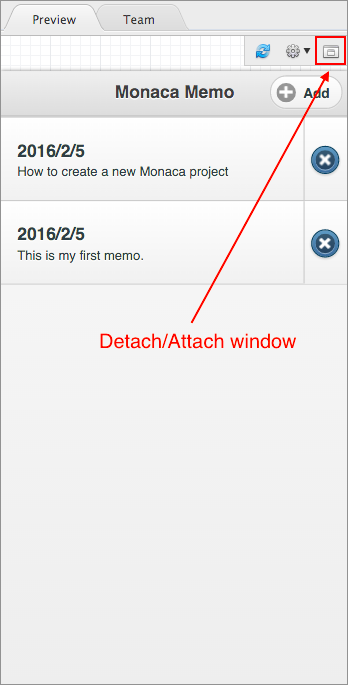 Preview
Team
Monaca Memo
Add
2016/2/5
How to create a new Monaca project
2016/2/5
This is my first memo.
Detach/Attach window